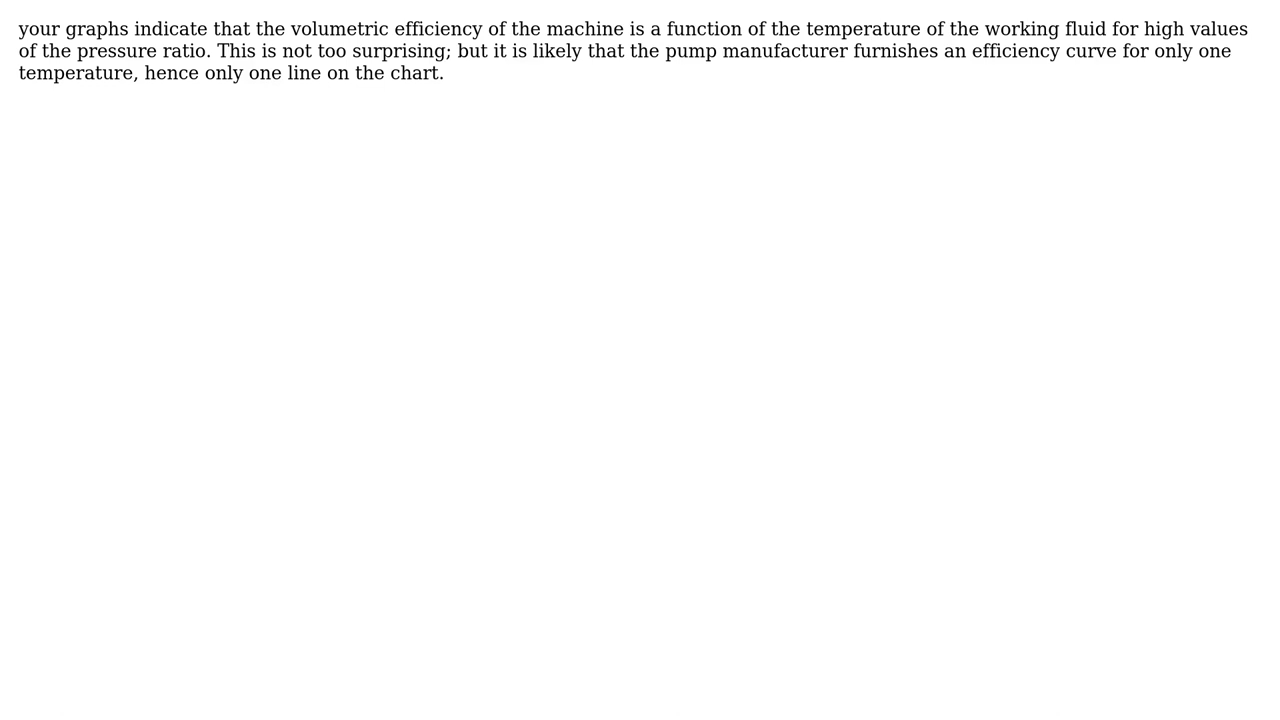 your graphs indicate that the volumetric efficiency of the machine is a function of the temperature of the working fluid for high values
of the pressure ratio. This is not too surprising; but it is likely that the pump manufacturer furnishes an efficiency curve for only one
temperature, hence only one line on the chart.